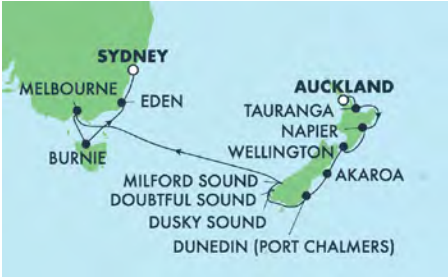 SYDNEY
MELBOURNE
EDEN
BURNIE
AUCKLAND
TAURANGA
NAPIER
WELLINGTON
AKAROA
MILFORD SOUND
DOUBTFUL SOUND
DUSKY SOUND
DUNEDIN (PORT CHALMERS)